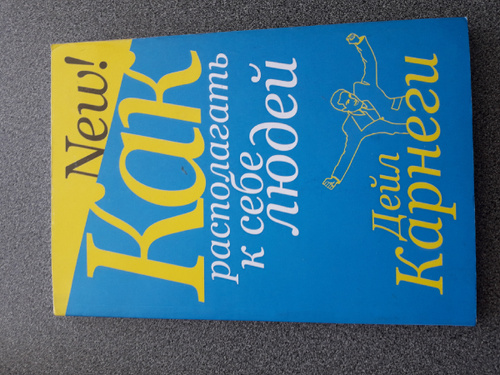 New!
Как
располагать
к себе
людей
Дейл
Карнеги